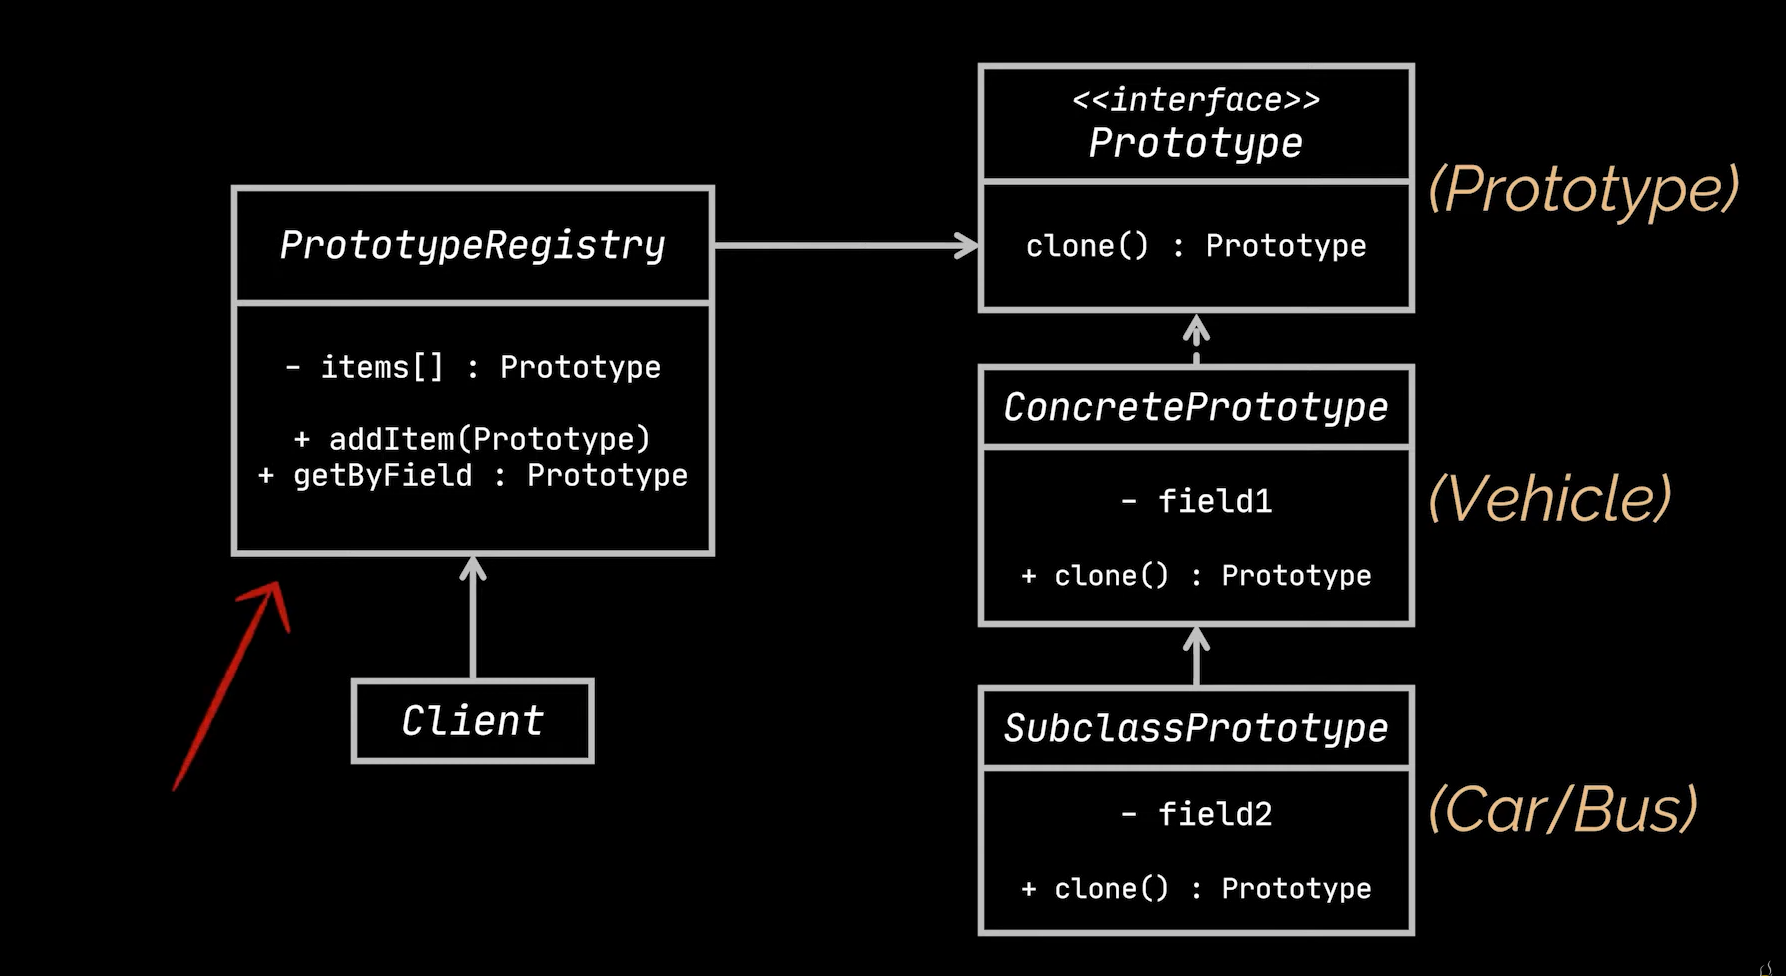 <<interface>>
Prototype
clone() : Prototype
(Prototype)
PrototypeRegistry
- items[] : Prototype
+ addItem(Prototype)
+ getByField : Prototype
Client
ConcretePrototype
- field1
+ clone() : Prototype
(Vehicle)
SubclassPrototype
- field2
+ clone() : Prototype
(Car/Bus)